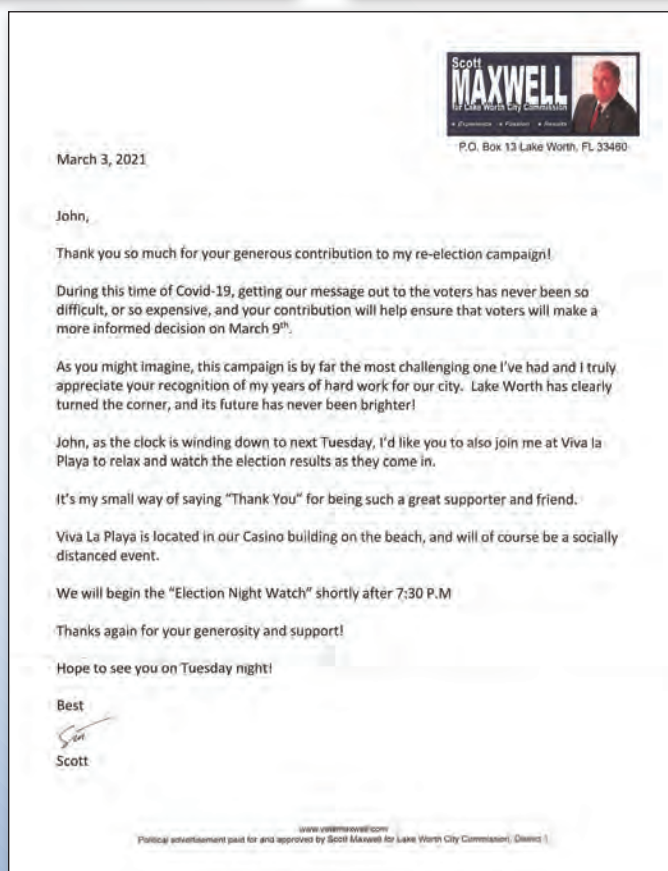 Scott
MAXWELL
for Lake Worth City Commission
• Experience • Passion • Results
P.O. Box 13 Lake Worth, FL 33460
March 3, 2021
John,
Thank you so much for your generous contribution to my re-election campaign!
During this time of Covid-19, getting our message out to the voters has never been so
difficult, or so expensive, and your contribution will help ensure that voters will make a
more informed decision on March 9th.
As you might imagine, this campaign is by far the most challenging one I've had and I truly
appreciate your recognition of my years of hard work for our city. Lake Worth has clearly
turned the corner, and its future has never been brighter!
John, as the clock is winding down to next Tuesday, I'd like you to also join me at Viva la
Playa to relax and watch the election results as they come in.
It's my small way of saying "Thank You" for being such a great supporter and friend.
Viva La Playa is located in our Casino building on the beach, and will of course be a socially
distanced event.
We will begin the "Election Night Watch" shortly after 7:30 P.M
Thanks again for your generosity and support!
Hope to see you on Tuesday night!
Best
Scott
www.votemaxwell.com
Political advertisement paid for and approved by Scott Maxwell for Lake Worth City Commission, District 1